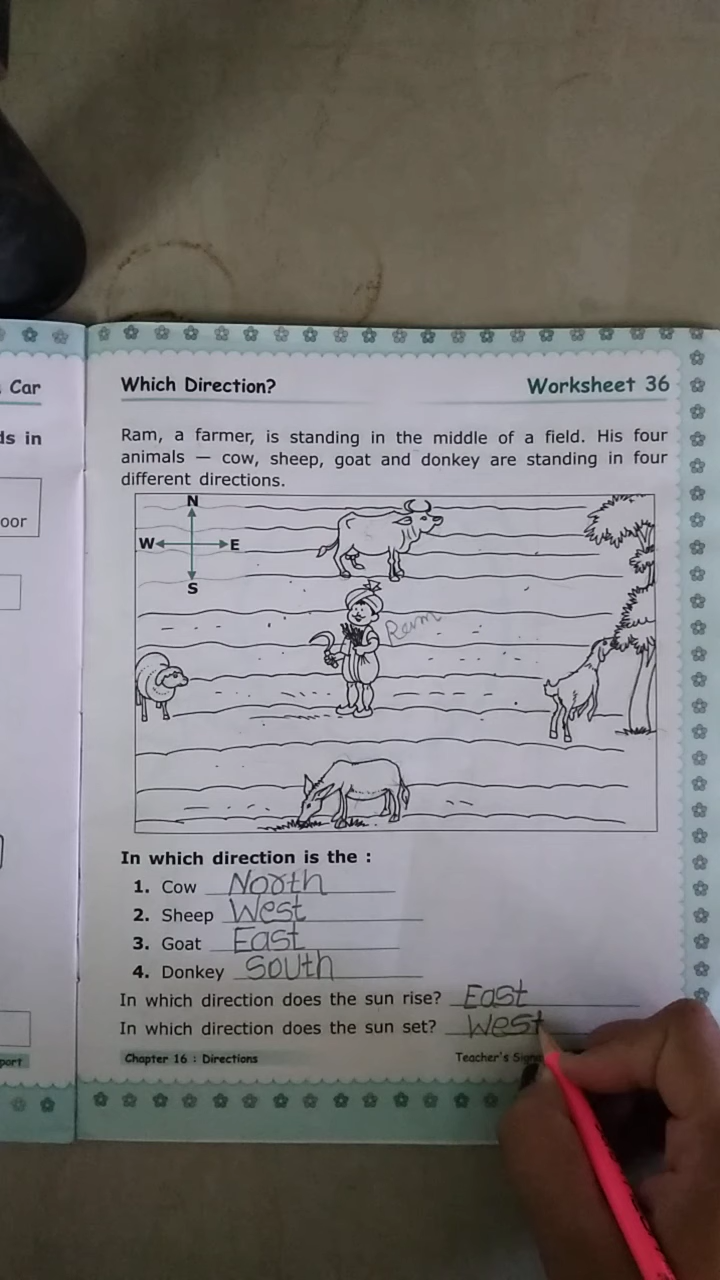 Car
ds in
oor
port
Which Direction? Worksheet 36
Ram, a farmer, is standing in the middle of a field. His four
animals — cow, sheep, goat and donkey are standing in four
different directions.
N
W E
S
Ram
In which direction is the :
1. Cow North
2. Sheep West
3. Goat East
4. Donkey South
In which direction does the sun rise? East
In which direction does the sun set? West
Chapter 16 : Directions Teacher's